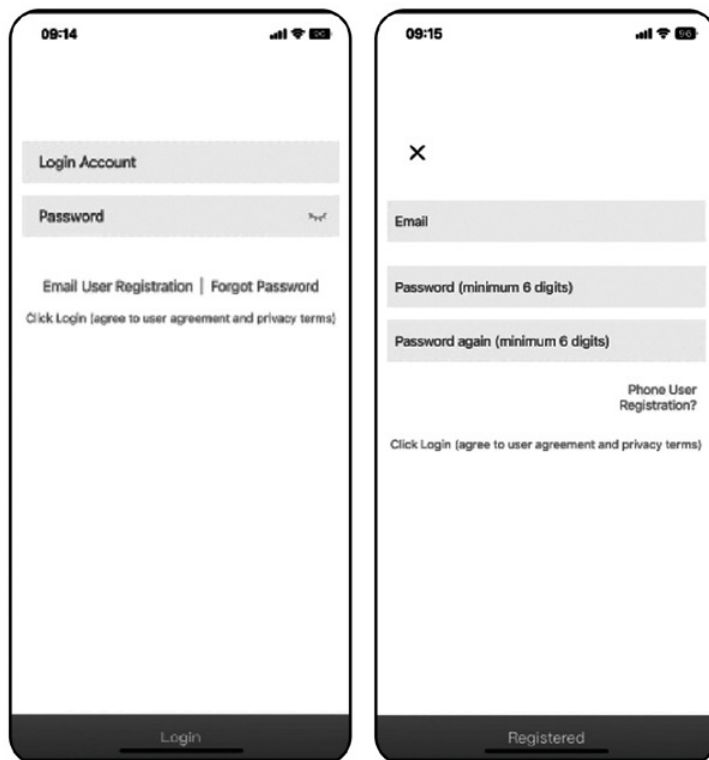 09:14
Login Account
Password
Email User Registration | Forgot Password
Click Login (agree to user agreement and privacy terms)
Login
09:15
Email
Password (minimum 6 digits)
Password again (minimum 6 digits)
Phone User
Registration?
Click Login (agree to user agreement and privacy terms)
Registered